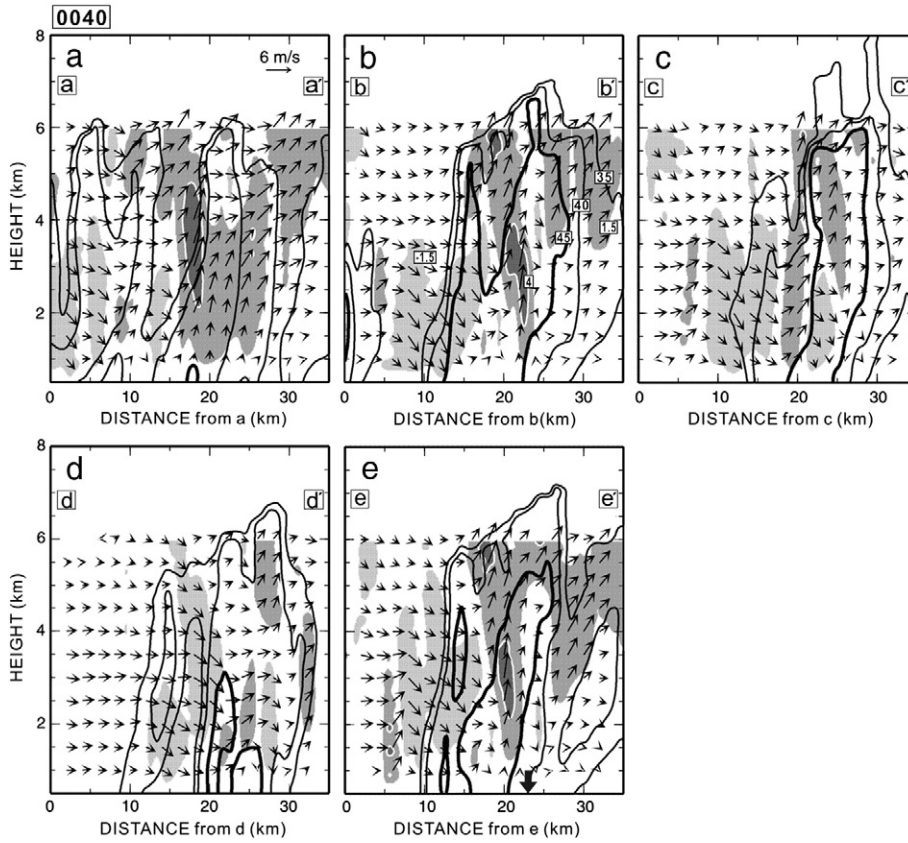 0040
a
6 m/s
a
a′
HEIGHT (km)
8
6
4
2
0 10 20 30
DISTANCE from a (km)
b
b
b′
35
40
1.5
45
-1.5
4
0 10 20 30
DISTANCE from b(km)
c
c
c′
0 10 20 30
DISTANCE from c (km)
d
d
d′
HEIGHT (km)
8
6
4
2
0 10 20 30
DISTANCE from d (km)
e
e
e′
0 10 20 30
DISTANCE from e (km)